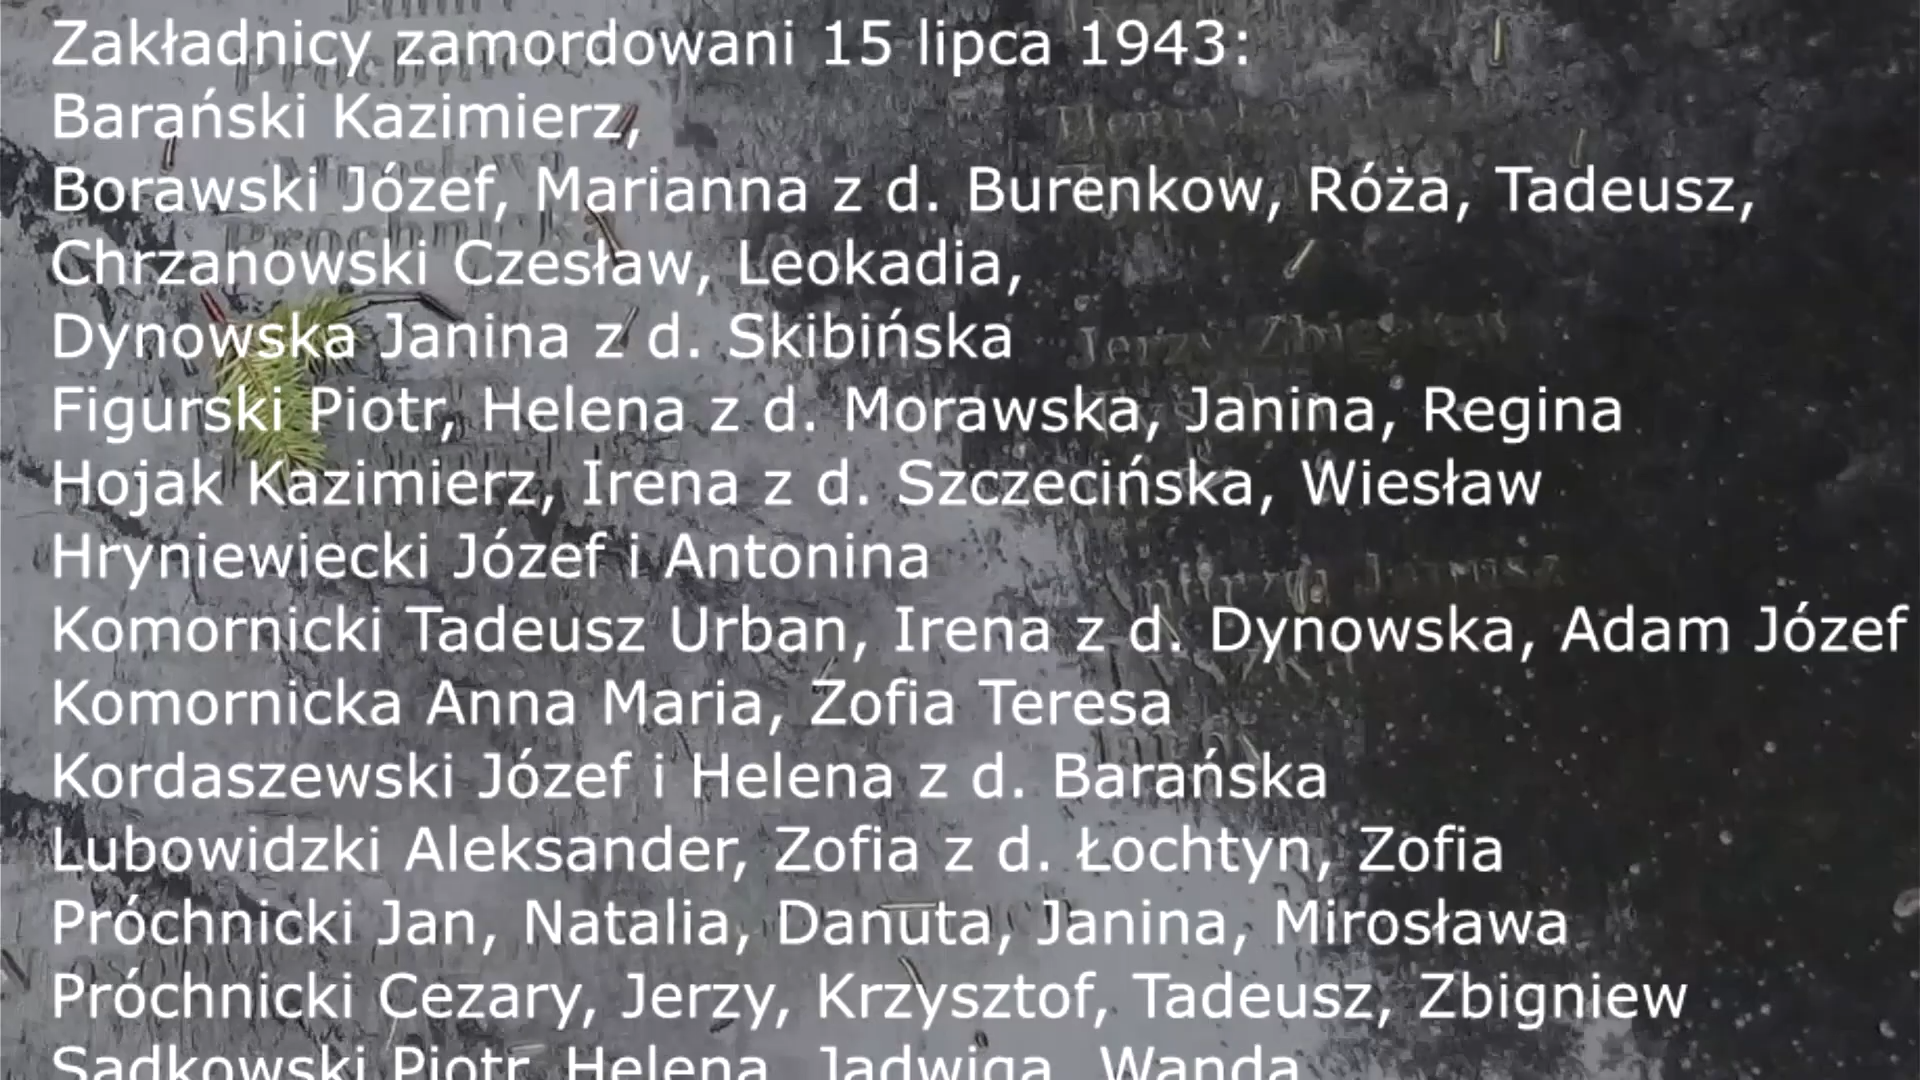 Zakładnicy zamordowani 15 lipca 1943:
Barański Kazimierz,
Borawski Józef, Marianna z d. Burenkow, Róża, Tadeusz,
Chrzanowski Czesław, Leokadia,
Dynowska Janina z d. Skibińska
Figurski Piotr, Helena z d. Morawska, Janina, Regina
Hojak Kazimierz, Irena z d. Szczecińska, Wiesław
Hryniewiecki Józef i Antonina
Komornicki Tadeusz Urban, Irena z d. Dynowska, Adam Józef
Komornicka Anna Maria, Zofia Teresa
Kordaszewski Józef i Helena z d. Barańska
Lubowidzki Aleksander, Zofia z d. Łochtyn, Zofia
Próchnicki Jan, Natalia, Danuta, Janina, Mirosława
Próchnicki Cezary, Jerzy, Krzysztof, Tadeusz, Zbigniew
Sadkowski Piotr, Helena, Jadwiga, Wanda